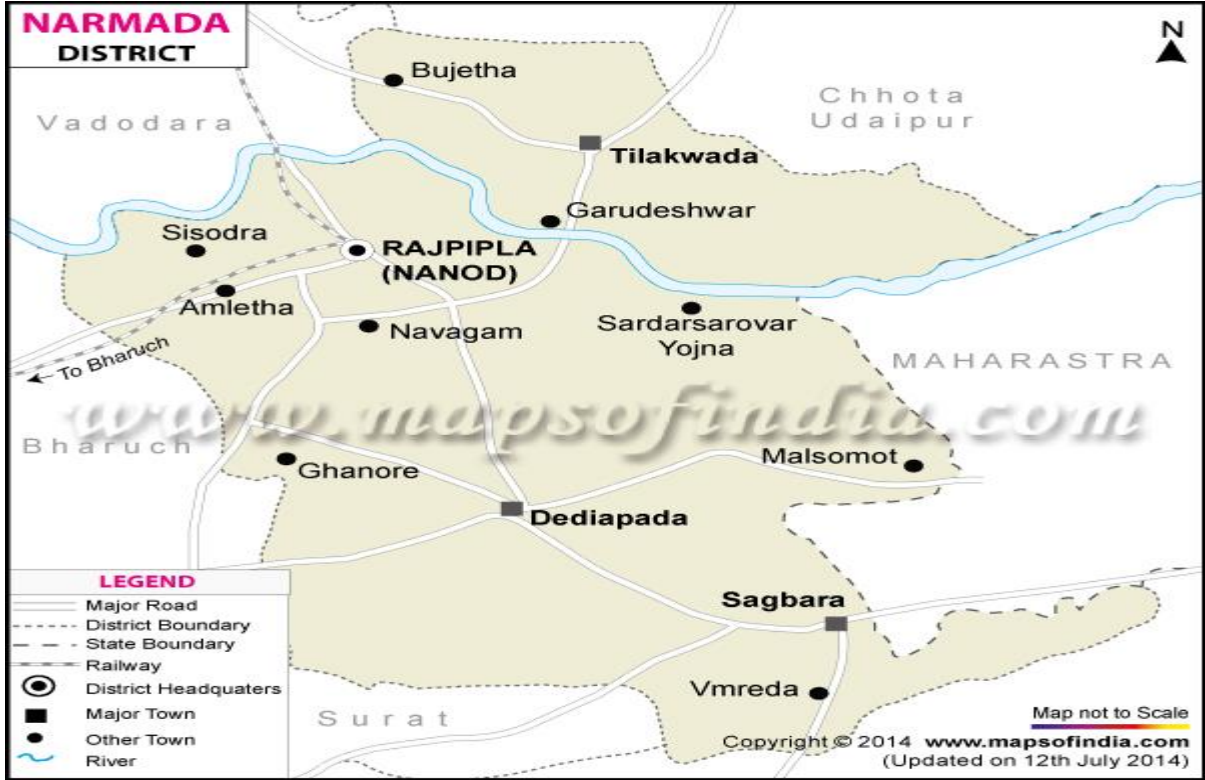 NARMADA
DISTRICT
N
Bujetha
Chhota
Udaipur
Vadodara
Tilakwada
Garudeshwar
Sisodra
RAJPIPLA
(NANOD)
Amletha
Navagam
Sardarsarovar
Yojna
← To Bharuch
MAHARASTRA
www.mapsofindia.com
Bharuch
Malsomot
Ghanore
Dediapada
LEGEND
Major Road
District Boundary
State Boundary
Railway
District Headquaters
Major Town
Other Town
River
Sagbara
Vmreda
Surat
Map not to Scale
Copyright © 2014 www.mapsofindia.com
(Updated on 12th July 2014)